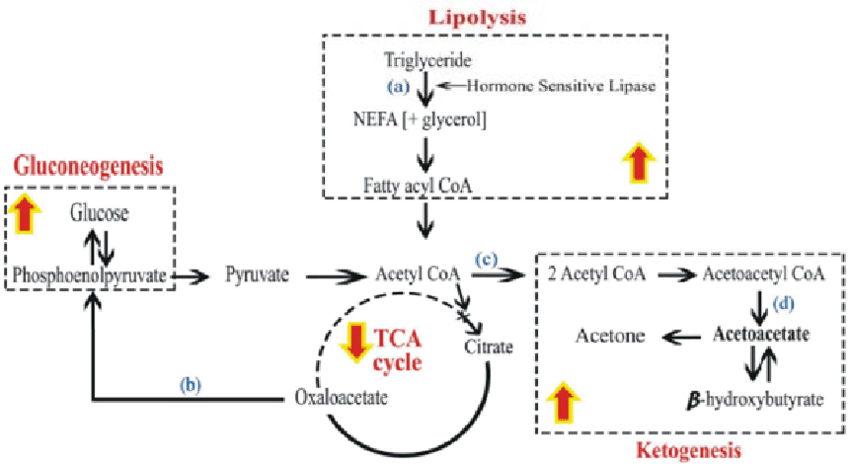 Lipolysis
Triglyceride
(a)
Hormone Sensitive Lipase
NEFA [+ glycerol]
Fatty acyl CoA
Gluconeogenesis
Glucose
Phosphoenolpyruvate
Pyruvate
Acetyl CoA
(c)
2 Acetyl CoA
Acetoacetyl CoA
(d)
Acetone
Acetoacetate
β-hydroxybutyrate
Ketogenesis
TCA
cycle
Citrate
Oxaloacetate
(b)